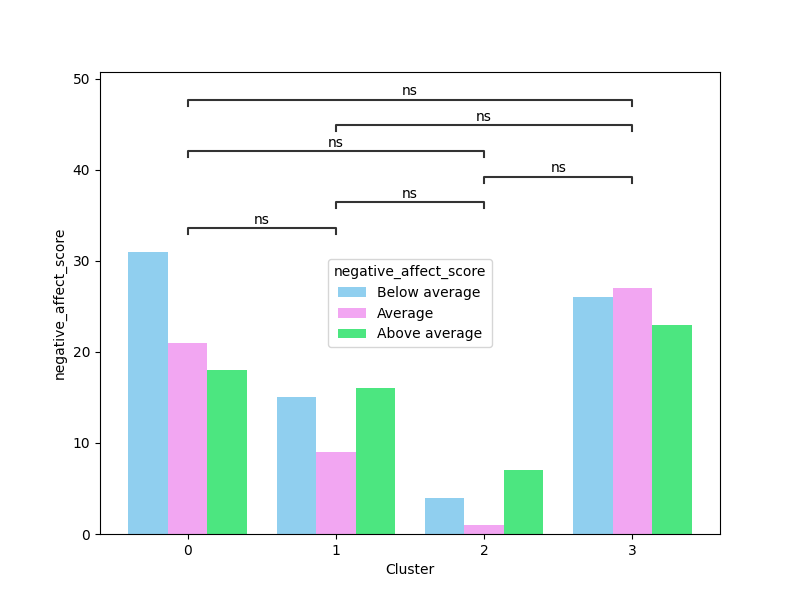 50
ns
ns
ns
40
ns
ns
ns
30
negative_affect_score
Below average
Average
Above average
negative_affect_score
20
10
0
0 1 2 3
Cluster